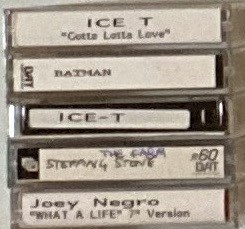 ICE T
"Gotta Lotta Love"
DAT
BATMAN
ICE-T
THE FARM
STEPPING STONE
R60
DAT
Joey Negro
"WHAT A LIFE" 7" Version